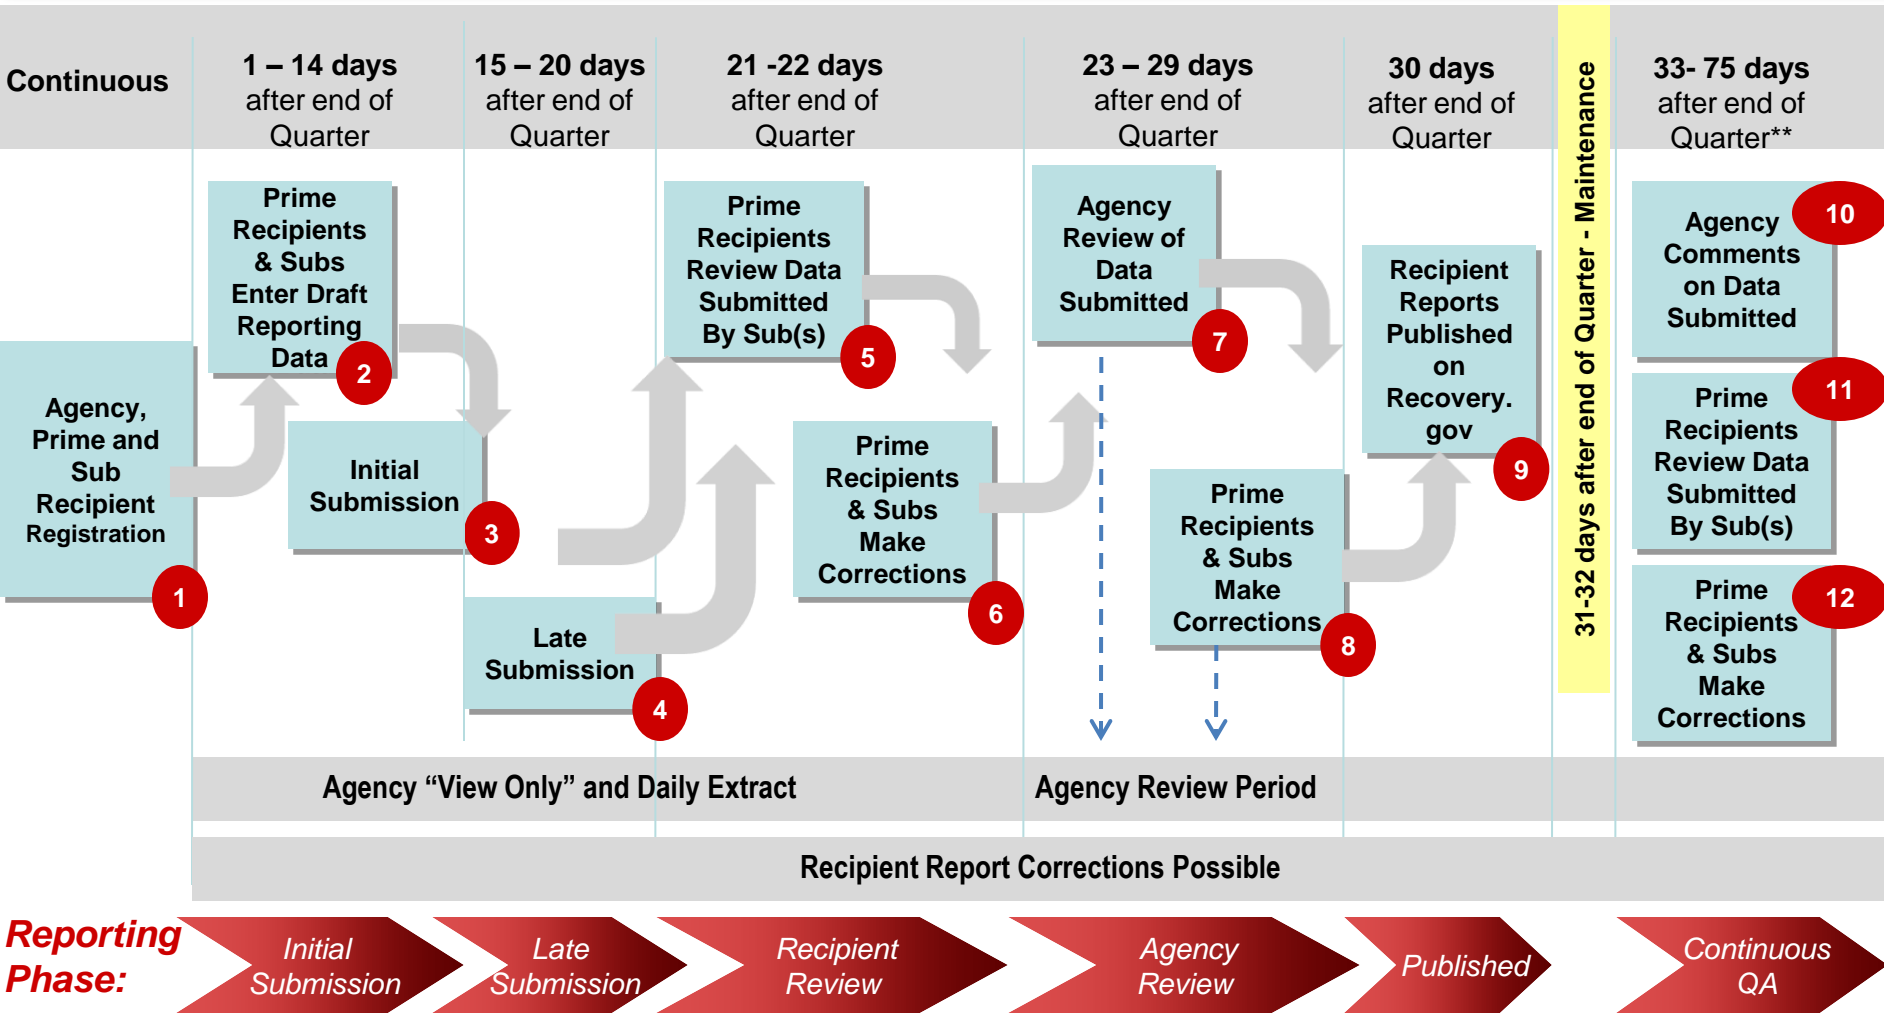 Continuous
1 – 14 days
after end of
Quarter
15 – 20 days
after end of
Quarter
21 -22 days
after end of
Quarter
23 – 29 days
after end of
Quarter
30 days
after end of
Quarter
31-32 days after end of Quarter - Maintenance
33- 75 days
after end of
Quarter**
Agency,
Prime and
Sub
Recipient
Registration
1
Prime
Recipients
& Subs
Enter Draft
Reporting
Data
2
Initial
Submission
3
Late
Submission
4
Prime
Recipients
Review Data
Submitted
By Sub(s)
5
Prime
Recipients
& Subs
Make
Corrections
6
Agency
Review of
Data
Submitted
7
Prime
Recipients
& Subs
Make
Corrections
8
Recipient
Reports
Published
on
Recovery.
gov
9
Agency
Comments
on Data
Submitted
10
Prime
Recipients
Review Data
Submitted
By Sub(s)
11
Prime
Recipients
& Subs
Make
Corrections
12
Agency “View Only” and Daily Extract
Agency Review Period
Recipient Report Corrections Possible
Reporting
Phase:
Initial
Submission
Late
Submission
Recipient
Review
Agency
Review
Published
Continuous
QA